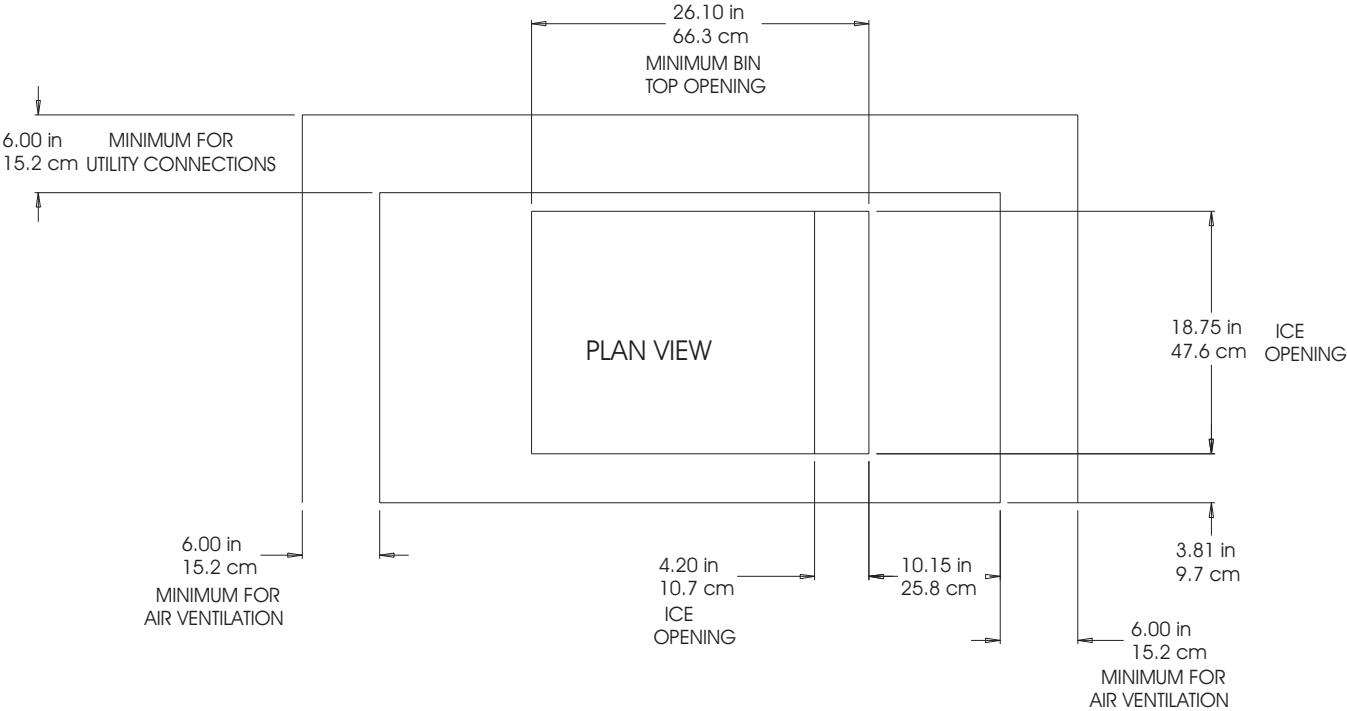 26.10 in
66.3 cm
MINIMUM BIN
TOP OPENING
6.00 in
15.2 cm
MINIMUM FOR
UTILITY CONNECTIONS
PLAN VIEW
18.75 in
47.6 cm
ICE
OPENING
6.00 in
15.2 cm
MINIMUM FOR
AIR VENTILATION
4.20 in
10.7 cm
ICE
OPENING
10.15 in
25.8 cm
3.81 in
9.7 cm
6.00 in
15.2 cm
MINIMUM FOR
AIR VENTILATION